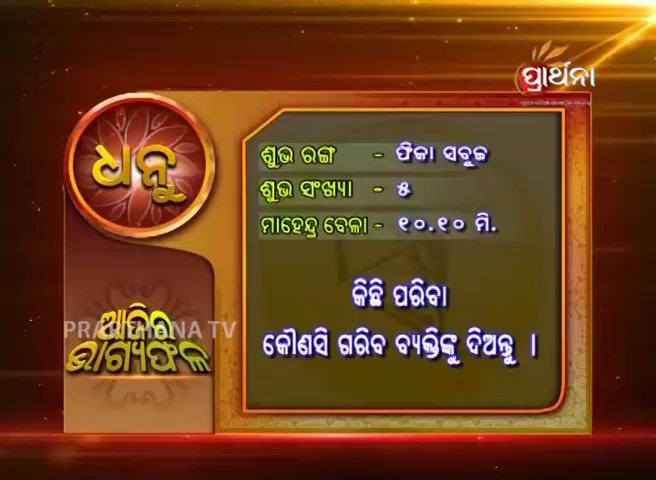 ପ୍ରାର୍ଥନା
ଧନୁ
ଶୁଭ ରଙ୍ଗ - ଫିକା ସବୁଜ
ଶୁଭ ସଂଖ୍ୟା - ୫
ମାହେନ୍ଦ୍ର ବେଳା - ୧୦.୧୦ ମି.
କିଛି ପରିବା
କୌଣସି ଗରିବ ବ୍ୟକ୍ତିଙ୍କୁ ଦିଅନ୍ତୁ ।
ଆଜିର
PRARTHANA TV
ଭାଗ୍ୟଫଳ